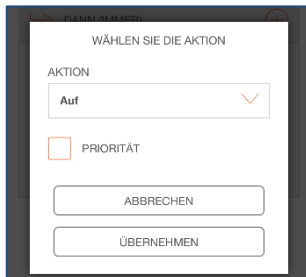 DANN (IMMER)
WÄHLEN SIE DIE AKTION
AKTION
Auf
PRIORITÄT
ABBRECHEN
ÜBERNEHMEN